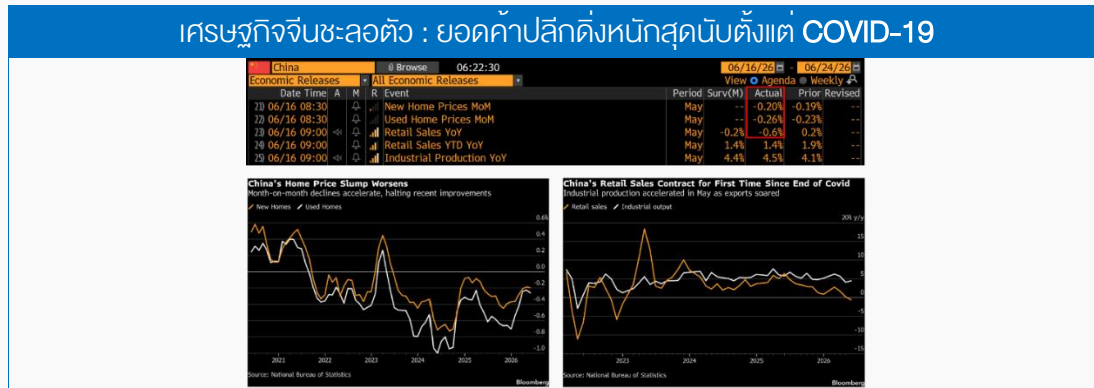 เศรษฐกิจจีนชะลอตัว : ยอดค้าปลีกดิ่งหนักสุดนับตั้งแต่ COVID-19
China Browse 06:22:30 06/16/26 - 06/24/26
Economic Releases All Economic Releases View Agenda Weekly
Date Time A M R Event Period Surv(M) Actual Prior Revised
21) 06/16 08:30 New Home Prices MoM May -- -0.20% -0.19% --
22) 06/16 08:30 Used Home Prices MoM May -- -0.26% -0.23% --
23) 06/16 09:00 Retail Sales YoY May -0.2% -0.6% 0.2% --
24) 06/16 09:00 Retail Sales YTD YoY May 1.4% 1.4% 1.9% --
25) 06/16 09:00 Industrial Production YoY May 4.4% 4.5% 4.1% --
China's Home Price Slump Worsens
Month-on-month declines accelerate, halting recent improvements
New Homes Used Homes
0.6%
0.4
0.2
0.0
-0.2
-0.4
-0.6
-0.8
-1.0
2021 2022 2023 2024 2025 2026
Source: National Bureau of Statistics
Bloomberg
China's Retail Sales Contract for First Time Since End of Covid
Industrial production accelerated in May as exports soared
Retail sales Industrial output
20% y/y
15
10
5
0
-5
-10
-15
2023 2024 2025 2026
Source: National Bureau of Statistics
Bloomberg